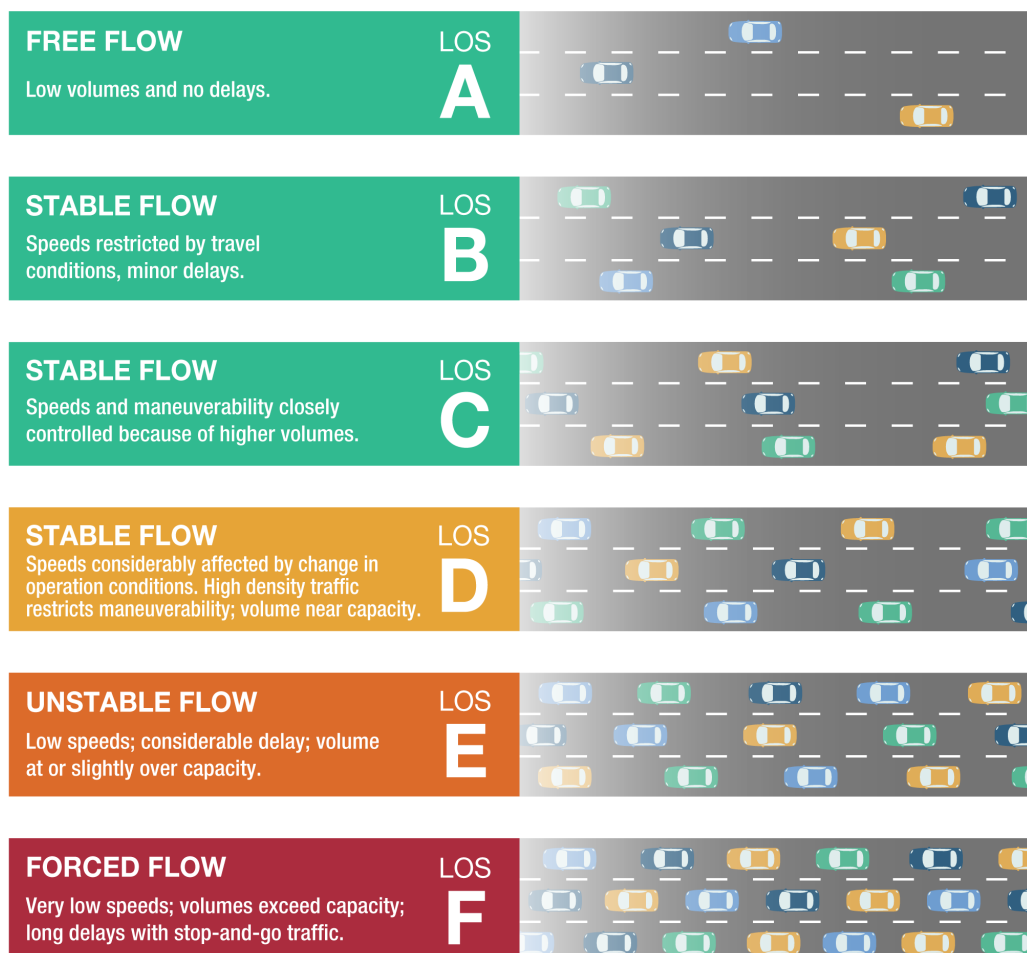 FREE FLOW
LOS
A
Low volumes and no delays.
STABLE FLOW
LOS
B
Speeds restricted by travel
conditions, minor delays.
STABLE FLOW
LOS
C
Speeds and maneuverability closely
controlled because of higher volumes.
STABLE FLOW
LOS
D
Speeds considerably affected by change in
operation conditions. High density traffic
restricts maneuverability; volume near capacity.
UNSTABLE FLOW
LOS
E
Low speeds; considerable delay; volume
at or slightly over capacity.
FORCED FLOW
LOS
F
Very low speeds; volumes exceed capacity;
long delays with stop-and-go traffic.